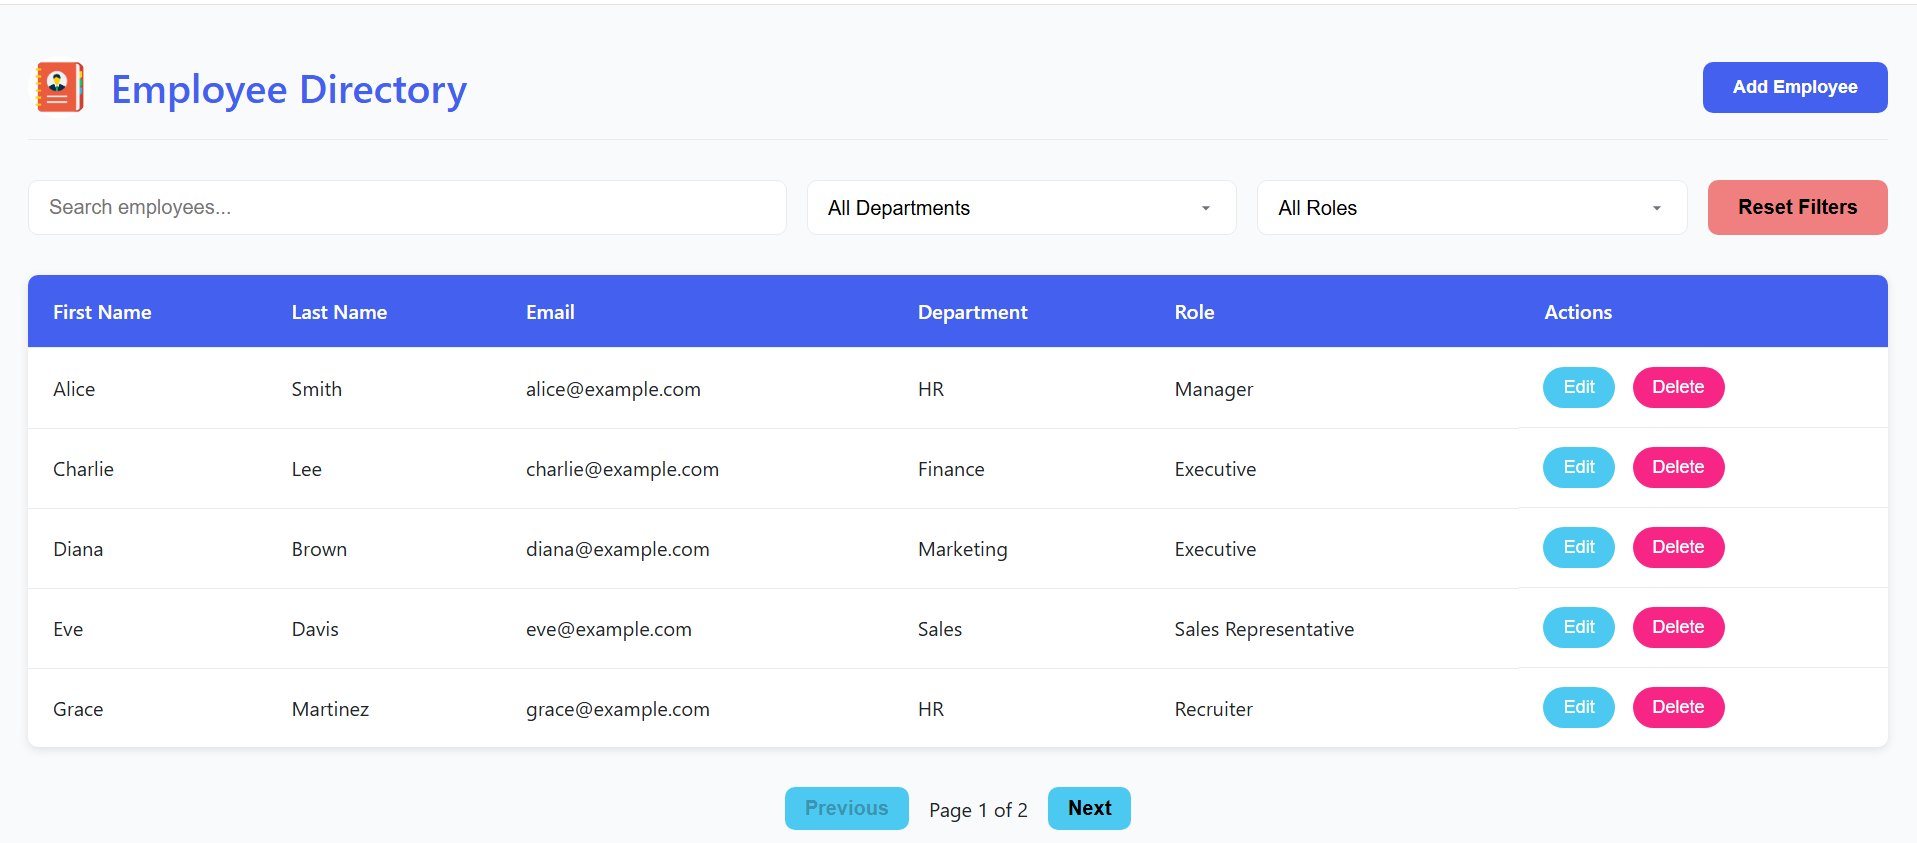 Employee Directory
Add Employee
Search employees...
All Departments
All Roles
Reset Filters
First Name Last Name Email Department Role Actions
Alice Smith alice@example.com HR Manager Edit Delete
Charlie Lee charlie@example.com Finance Executive Edit Delete
Diana Brown diana@example.com Marketing Executive Edit Delete
Eve Davis eve@example.com Sales Sales Representative Edit Delete
Grace Martinez grace@example.com HR Recruiter Edit Delete
Previous Page 1 of 2 Next